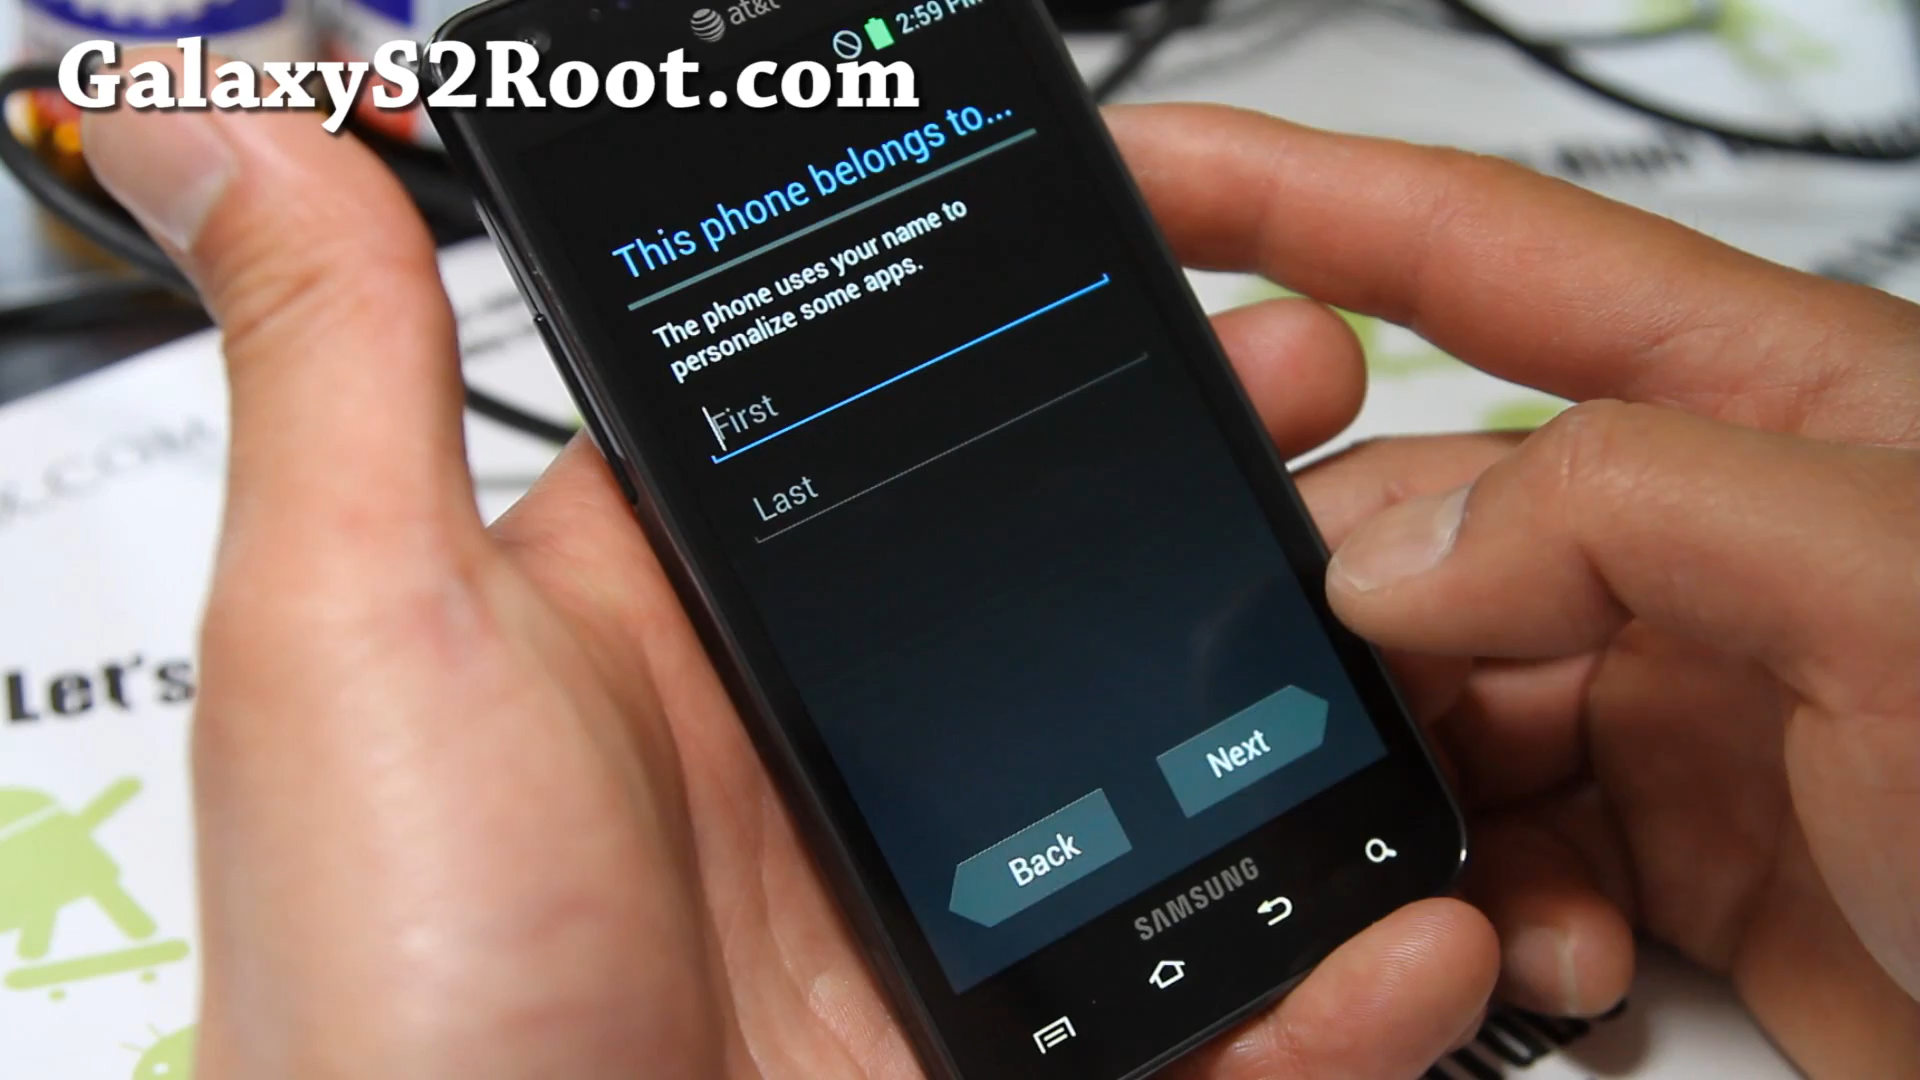 GalaxyS2Root.com
at&t
2:59 PM
This phone belongs to...
The phone uses your name to
personalize some apps.
First
Last
Next
Back
SAMSUNG
Let's